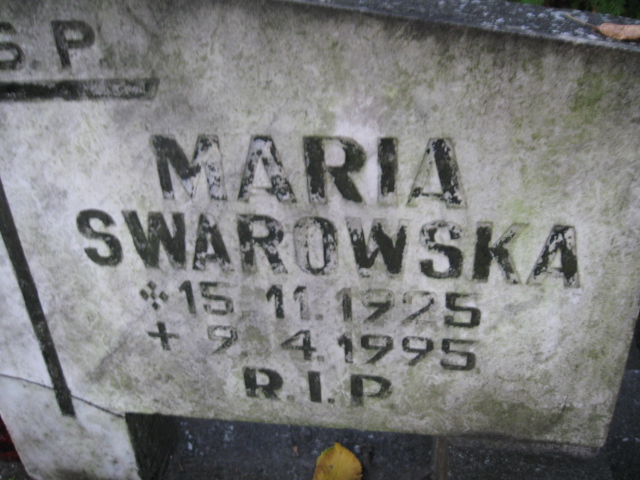 Ś.P.
MARIA
SWAROWSKA
* 15.11.1925
+ 9.4.1995
R.I.P